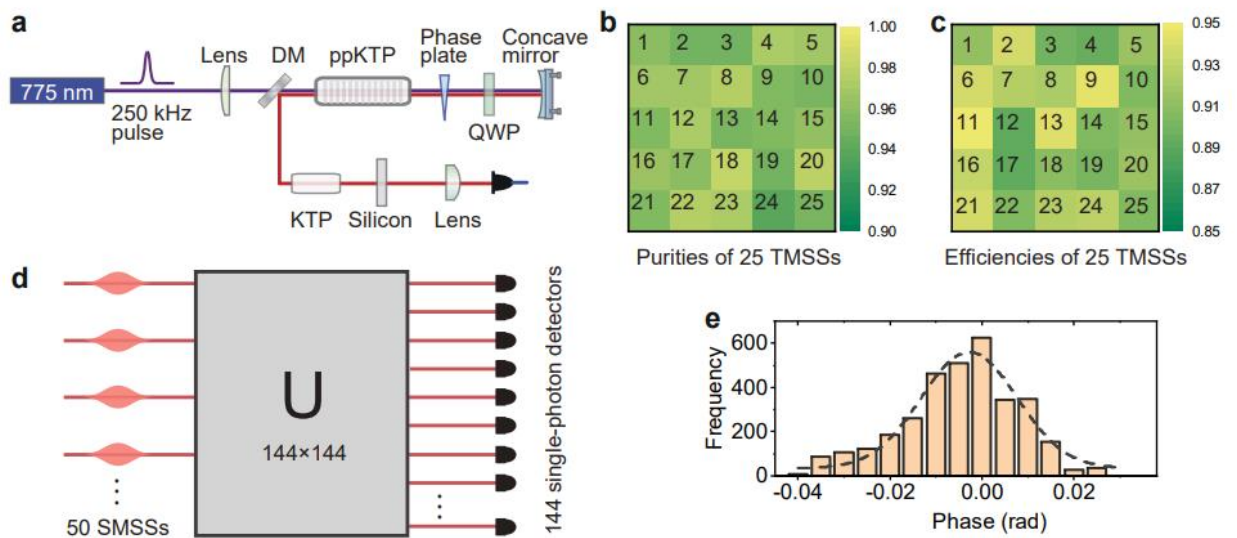 a
775 nm
250 kHz
pulse
Lens
DM
ppKTP
Phase
plate
Concave
mirror
QWP
KTP
Silicon
Lens
b
1 2 3 4 5
6 7 8 9 10
11 12 13 14 15
16 17 18 19 20
21 22 23 24 25
1.00
0.98
0.96
0.94
0.92
0.90
Purities of 25 TMSSs
c
1 2 3 4 5
6 7 8 9 10
11 12 13 14 15
16 17 18 19 20
21 22 23 24 25
0.95
0.93
0.91
0.89
0.87
0.85
Efficiencies of 25 TMSSs
d
50 SMSSs
U
144×144
144 single-photon detectors
e
Frequency
600
400
200
0
-0.04 -0.02 0.00 0.02
Phase (rad)